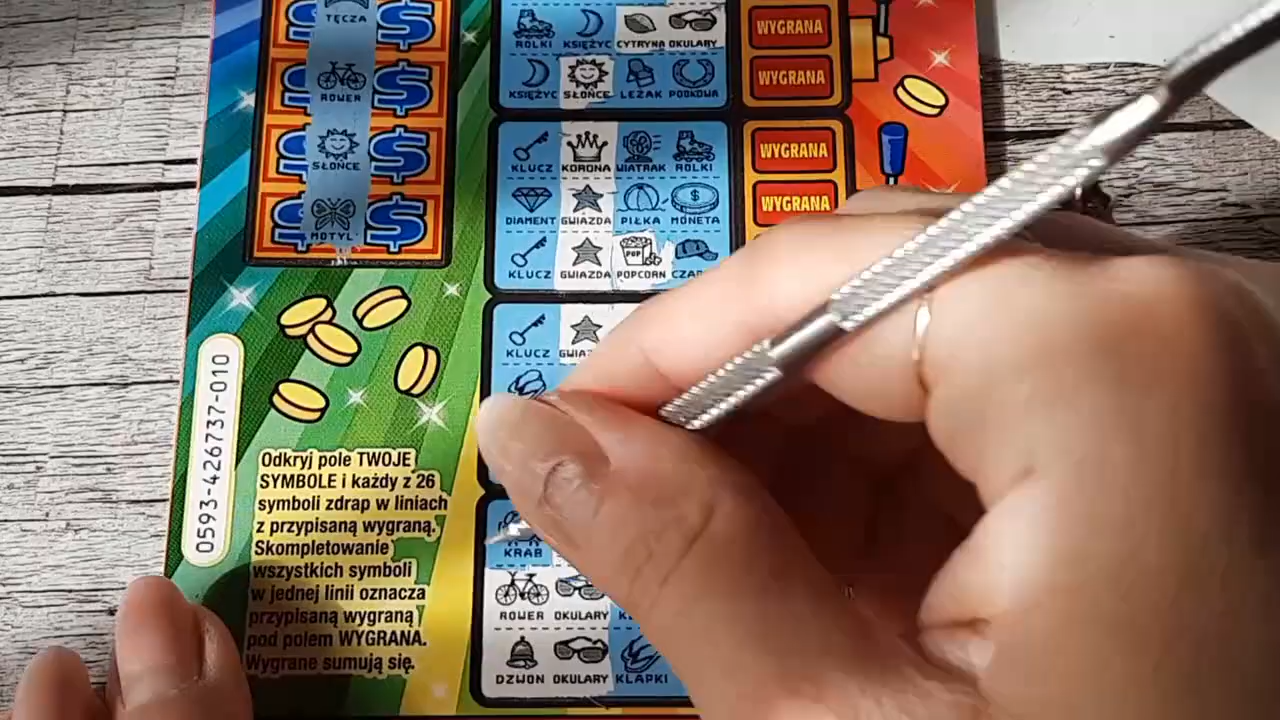 TĘCZA
ROWER
SŁOŃCE
MOTYL
ROLKI KSIĘŻYC CYTRYNA OKULARY
KSIĘŻYC SŁOŃCE LEŻAK PODKOWA
WYGRANA
WYGRANA
KLUCZ KORONA WIATRAK ROLKI
DIAMENT GWIAZDA PIŁKA MONETA
KLUCZ GWIAZDA POPCORN
POP
WYGRANA
WYGRANA
KLUCZ
KRAB
ROWER OKULARY
DZWON OKULARY KLAPKI
0593-426737-010
Odkryj pole TWOJE
SYMBOLE i każdy z 26
symboli zdrap w liniach
z przypisaną wygraną.
Skompletowanie
wszystkich symboli
w jednej linii oznacza
przypisaną wygraną
pod polem WYGRANA.
Wygrane sumują się.